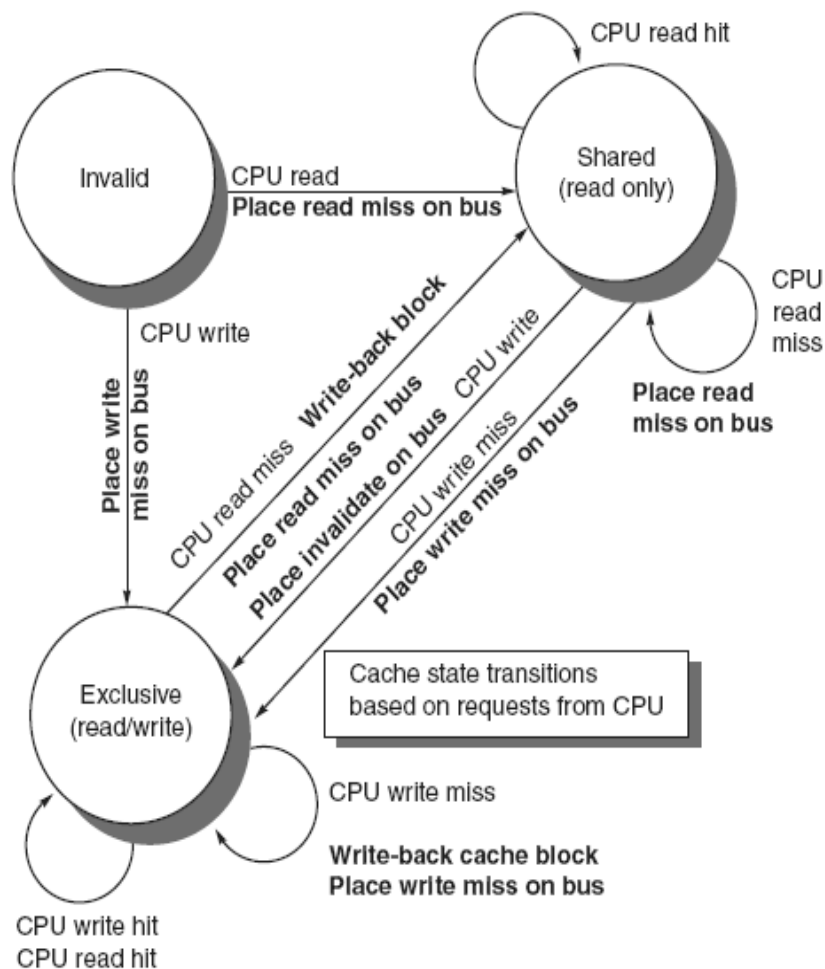 CPU read hit
Invalid
Shared
(read only)
CPU read
Place read miss on bus
CPU
read
miss
Place read
miss on bus
CPU write
Place write
miss on bus
CPU read miss Write-back block
Place read miss on bus
Place invalidate on bus CPU write
CPU write miss
Place write miss on bus
Cache state transitions
based on requests from CPU
Exclusive
(read/write)
CPU write miss
Write-back cache block
Place write miss on bus
CPU write hit
CPU read hit